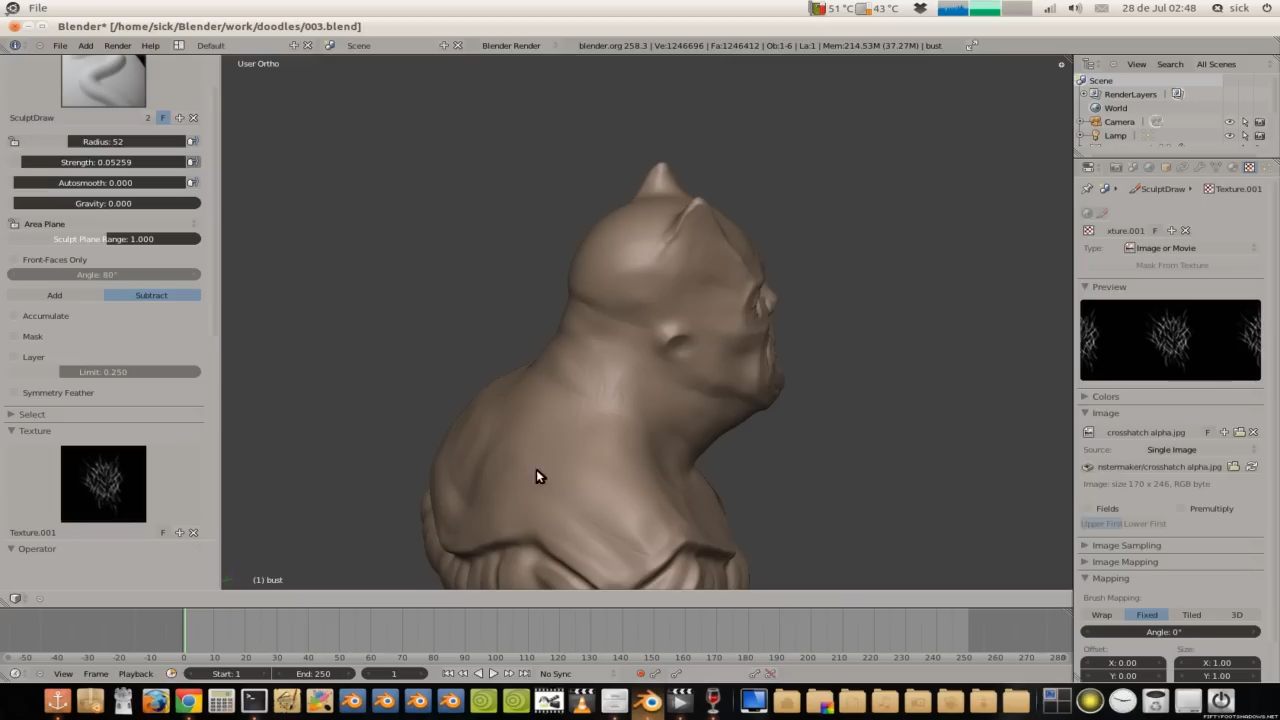 File 51 °C 43 °C 28 de Jul 02:48 sick
Blender* [/home/sick/Blender/work/doodles/003.blend]
File Add Render Help Default Scene Blender Render blender.org 258.3 | Ve:1246696 | Fa:1246412 | Ob:1-6 | La:1 | Mem:214.53M (37.27M) | bust
User Ortho
View Search All Scenes
Scene
RenderLayers
World
Camera
Lamp
SculptDraw 2 F
Radius: 52
Strength: 0.05259
Autosmooth: 0.000
Gravity: 0.000
Area Plane
Sculpt Plane Range: 1.000
Front-Faces Only
Angle: 80°
Add Subtract
Accumulate
Mask
Layer
Limit: 0.250
Symmetry Feather
Select
Texture
Texture.001 F
Operator
(1) bust
SculptDraw Texture.001
xture.001 F
Type: Image or Movie
Mask From Texture
Preview
Colors
Image
crosshatch alpha.jpg F
Source: Single Image
nstermaker/crosshatch alpha.jpg
Image: size 170 x 246, RGB byte
Fields Premultiply
Upper First Lower First
Image Sampling
Image Mapping
Mapping
Brush Mapping:
Wrap Fixed Tiled 3D
Angle: 0°
Offset: Size:
X: 0.00 X: 1.00
Y: 0.00 Y: 1.00
-50 -40 -30 -20 -10 0 10 20 30 40 50 60 70 80 90 100 110 120 130 140 150 160 170 180 190 200 210 220 230 240 250 260 270 280
View Frame Playback Start: 1 End: 250 1 No Sync
FIFTYFOOTSHADOWS.NET